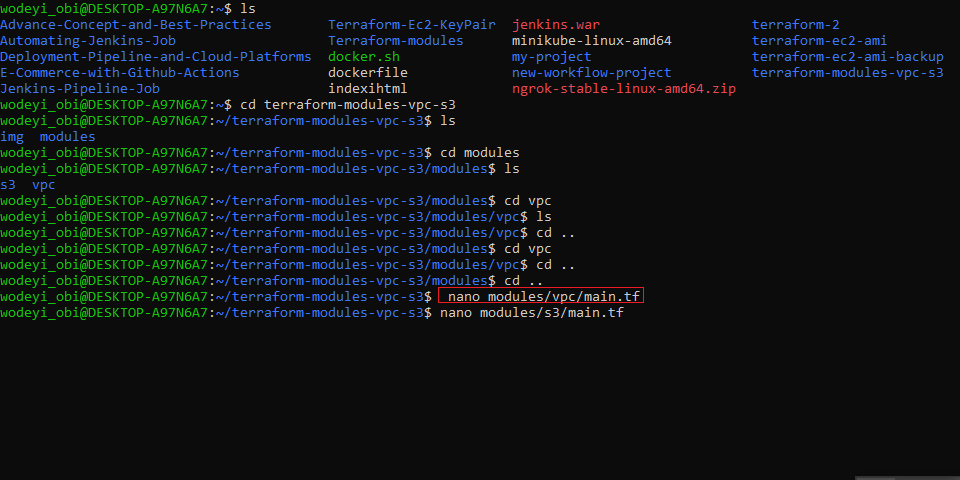 wodeyi_obi@DESKTOP-A97N6A7:~$ ls
Advance-Concept-and-Best-Practices Terraform-Ec2-KeyPair jenkins.war terraform-2
Automating-Jenkins-Job Terraform-modules minikube-linux-amd64 terraform-ec2-ami
Deployment-Pipeline-and-Cloud-Platforms docker.sh my-project terraform-ec2-ami-backup
E-Commerce-with-Github-Actions dockerfile new-workflow-project terraform-modules-vpc-s3
Jenkins-Pipeline-Job indexihtml ngrok-stable-linux-amd64.zip
wodeyi_obi@DESKTOP-A97N6A7:~$ cd terraform-modules-vpc-s3
wodeyi_obi@DESKTOP-A97N6A7:~/terraform-modules-vpc-s3$ ls
img modules
wodeyi_obi@DESKTOP-A97N6A7:~/terraform-modules-vpc-s3$ cd modules
wodeyi_obi@DESKTOP-A97N6A7:~/terraform-modules-vpc-s3/modules$ ls
s3 vpc
wodeyi_obi@DESKTOP-A97N6A7:~/terraform-modules-vpc-s3/modules$ cd vpc
wodeyi_obi@DESKTOP-A97N6A7:~/terraform-modules-vpc-s3/modules/vpc$ ls
wodeyi_obi@DESKTOP-A97N6A7:~/terraform-modules-vpc-s3/modules/vpc$ cd ..
wodeyi_obi@DESKTOP-A97N6A7:~/terraform-modules-vpc-s3/modules$ cd vpc
wodeyi_obi@DESKTOP-A97N6A7:~/terraform-modules-vpc-s3/modules/vpc$ cd ..
wodeyi_obi@DESKTOP-A97N6A7:~/terraform-modules-vpc-s3/modules$ cd ..
wodeyi_obi@DESKTOP-A97N6A7:~/terraform-modules-vpc-s3$ nano modules/vpc/main.tf
wodeyi_obi@DESKTOP-A97N6A7:~/terraform-modules-vpc-s3$ nano modules/s3/main.tf